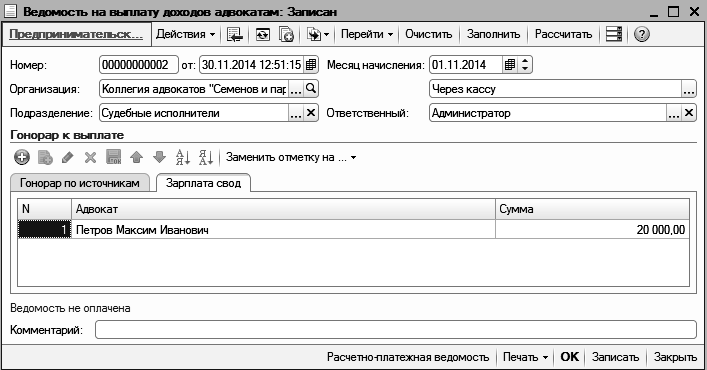 Ведомость на выплату доходов адвокатам: Записан
Предпринимательск... Действия Перейти Очистить Заполнить Рассчитать
Номер: 00000000002 от: 30.11.2014 12:51:15 Месяц начисления: 01.11.2014
Организация: Коллегия адвокатов "Семенов и пар ... Через кассу ...
Подразделение: Судебные исполнители ... Ответственный: Администратор ...
Гонорар к выплате
Заменить отметку на ...
Гонорар по источникам Зарплата свод
N Адвокат Сумма
1 Петров Максим Иванович 20 000,00
Ведомость не оплачена
Комментарий:
Расчетно-платежная ведомость Печать OK Записать Закрыть